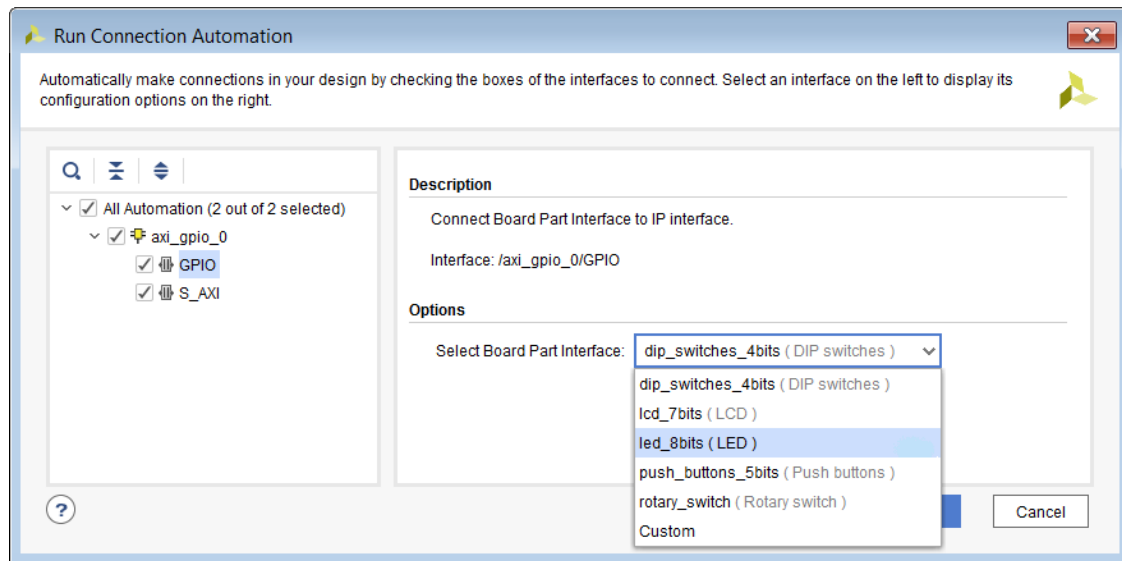 Run Connection Automation
Automatically make connections in your design by checking the boxes of the interfaces to connect. Select an interface on the left to display its
configuration options on the right.
All Automation (2 out of 2 selected)
axi_gpio_0
GPIO
S_AXI
Description
Connect Board Part Interface to IP interface.
Interface: /axi_gpio_0/GPIO
Options
Select Board Part Interface: dip_switches_4bits ( DIP switches )
dip_switches_4bits ( DIP switches )
lcd_7bits ( LCD )
led_8bits ( LED )
push_buttons_5bits ( Push buttons )
rotary_switch ( Rotary switch )
Custom
?
Cancel